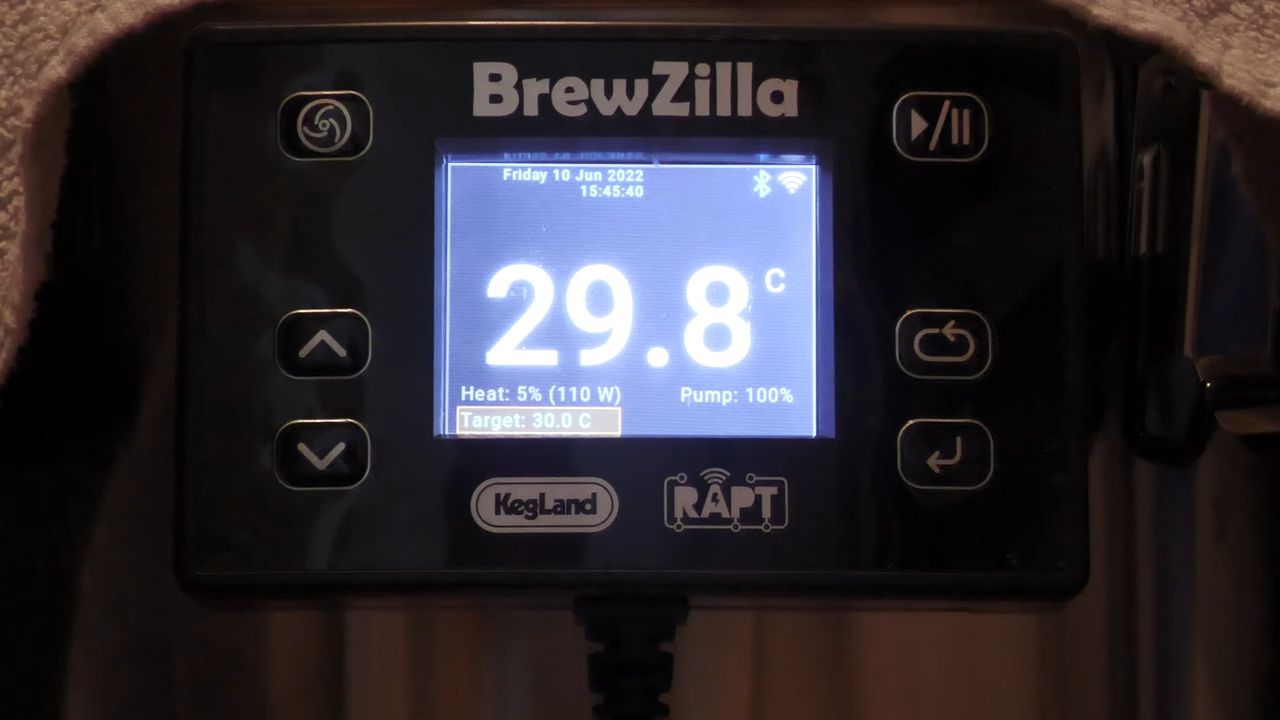 BrewZilla
Friday 10 Jun 2022
15:45:40
29.8 C
Heat: 5% (110 W)
Pump: 100%
Target: 30.0 C
KegLand
RAPT